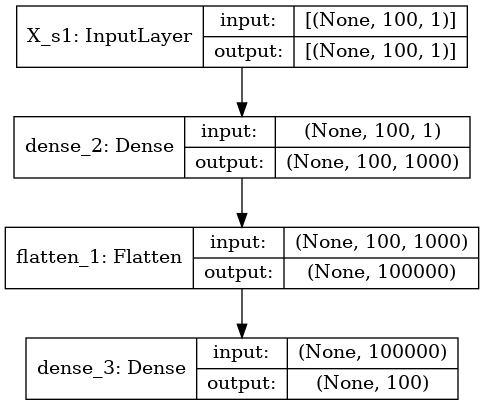 X_s1: InputLayer
input:
[(None, 100, 1)]
output:
[(None, 100, 1)]
dense_2: Dense
input:
(None, 100, 1)
output:
(None, 100, 1000)
flatten_1: Flatten
input:
(None, 100, 1000)
output:
(None, 100000)
dense_3: Dense
input:
(None, 100000)
output:
(None, 100)